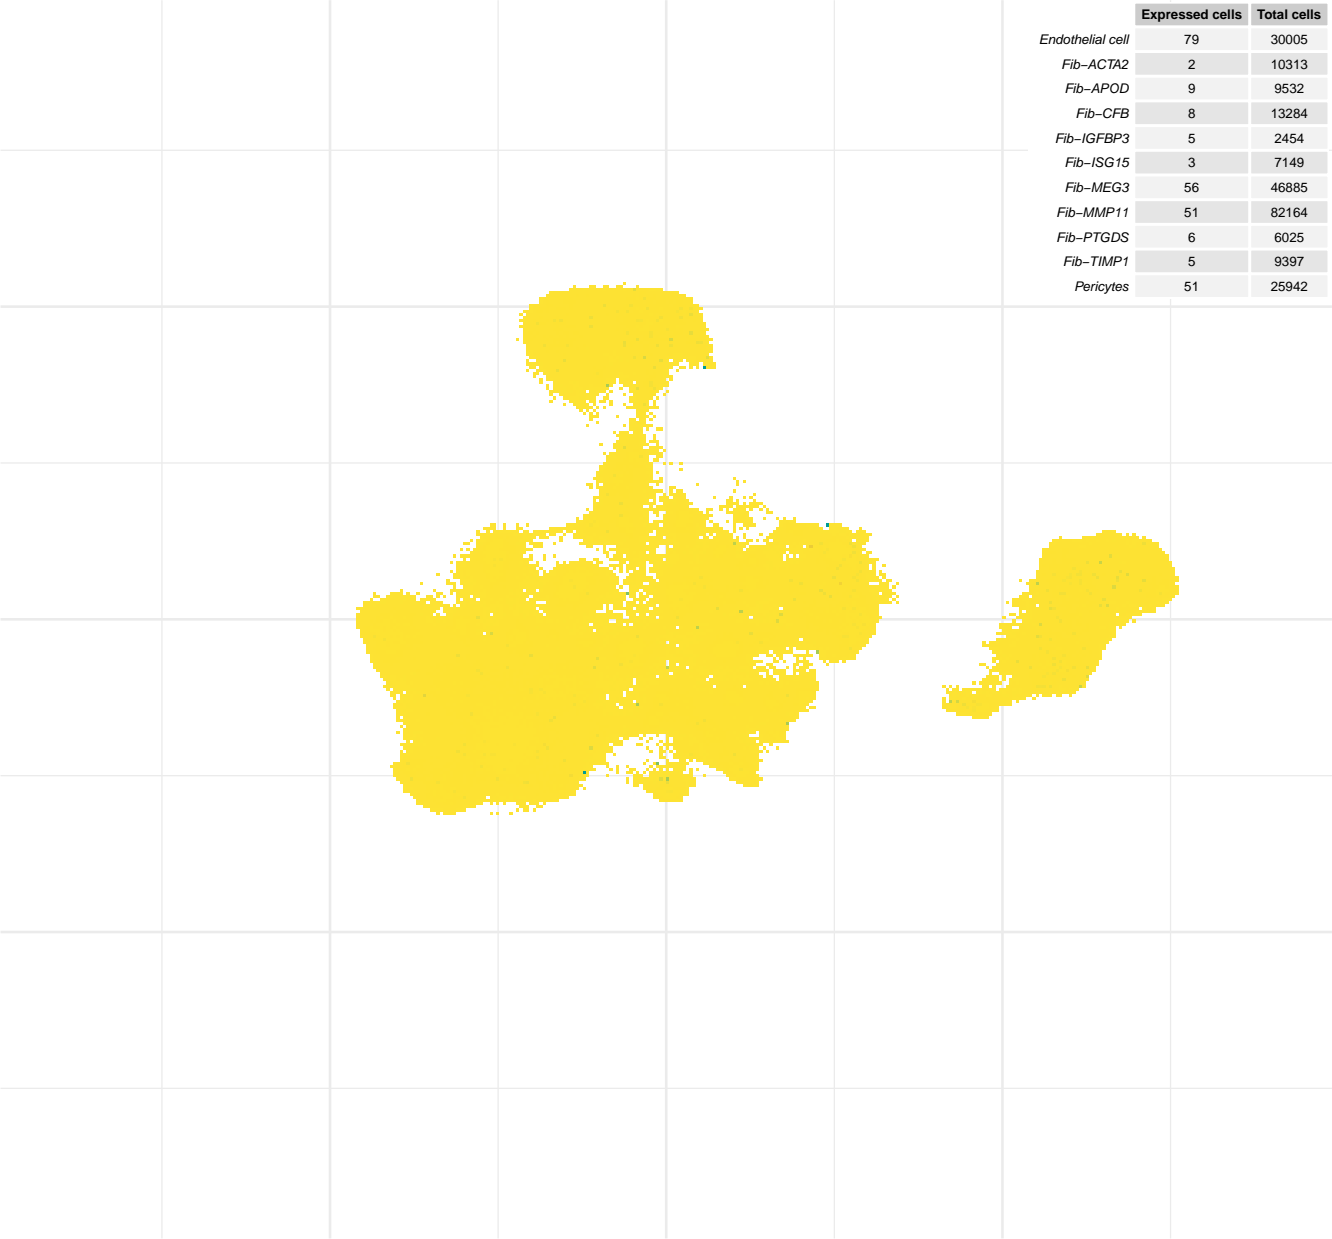 Expressed cells Total cells
Endothelial cell 79 30005
Fib−ACTA2 2 10313
Fib−APOD 9 9532
Fib−CFB 8 13284
Fib−IGFBP3 5 2454
Fib−ISG15 3 7149
Fib−MEG3 56 46885
Fib−MMP11 51 82164
Fib−PTGDS 6 6025
Fib−TIMP1 5 9397
Pericytes 51 25942